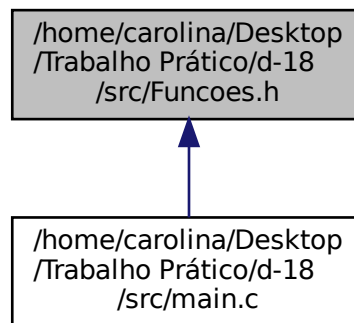 /home/carolina/Desktop
/Trabalho Prático/d-18
/src/Funcoes.h
/home/carolina/Desktop
/Trabalho Prático/d-18
/src/main.c